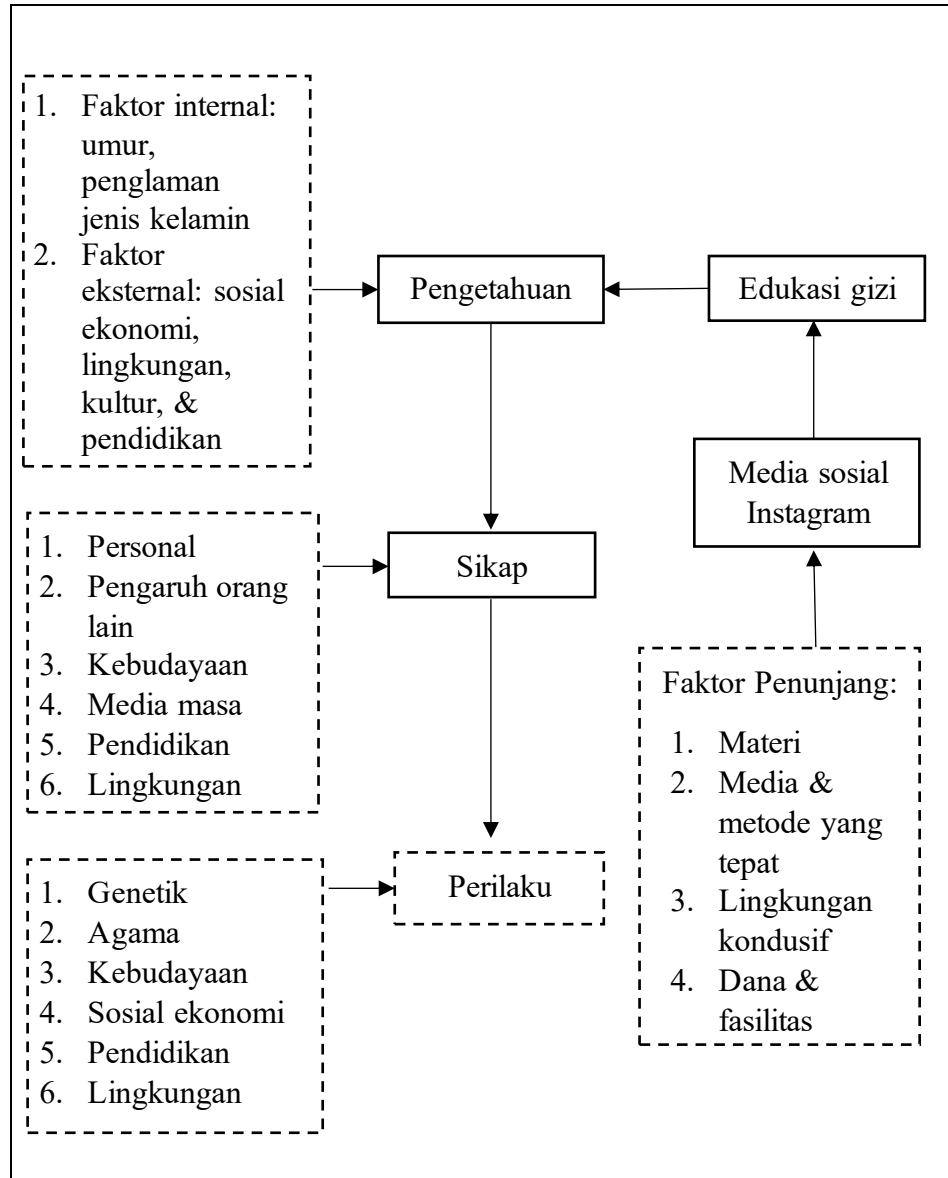 1. Faktor internal:
umur,
penglaman
jenis kelamin
2. Faktor
eksternal: sosial
ekonomi,
lingkungan,
kultur, &
pendidikan
Pengetahuan
Edukasi gizi
Media sosial
Instagram
1. Personal
2. Pengaruh orang
lain
3. Kebudayaan
4. Media masa
5. Pendidikan
6. Lingkungan
Sikap
Faktor Penunjang:
1. Materi
2. Media &
metode yang
tepat
3. Lingkungan
kondusif
4. Dana &
fasilitas
1. Genetik
2. Agama
3. Kebudayaan
4. Sosial ekonomi
5. Pendidikan
6. Lingkungan
Perilaku